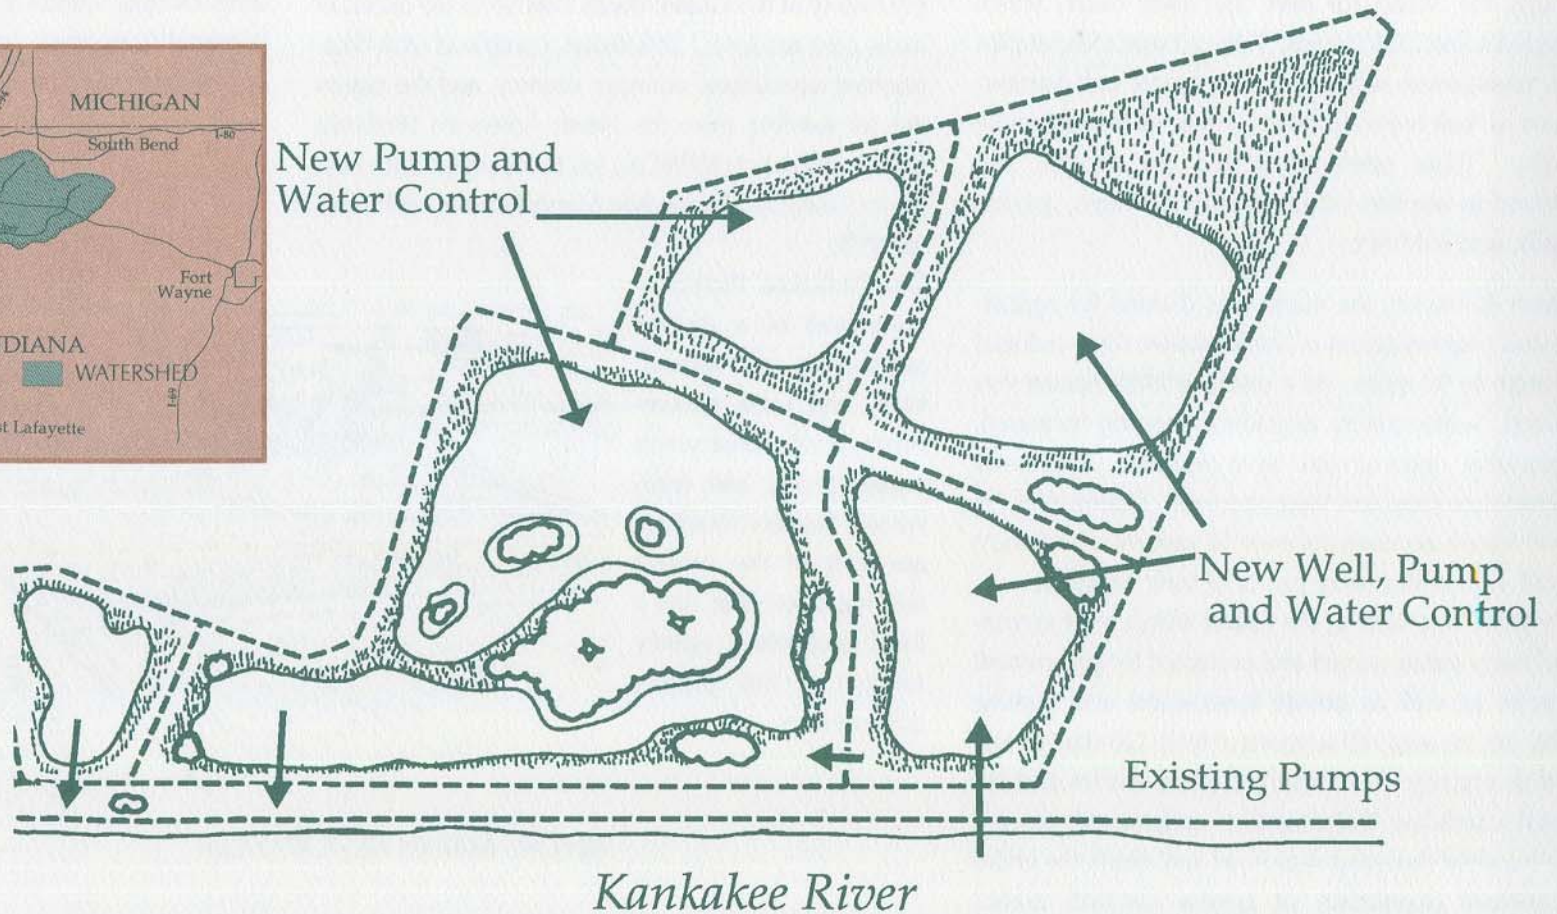 MICHIGAN
I-80
South Bend
Fort
Wayne
WATERSHED
I-69
Lafayette
New Pump and
Water Control
New Well, Pump
and Water Control
Existing Pumps
Kankakee River